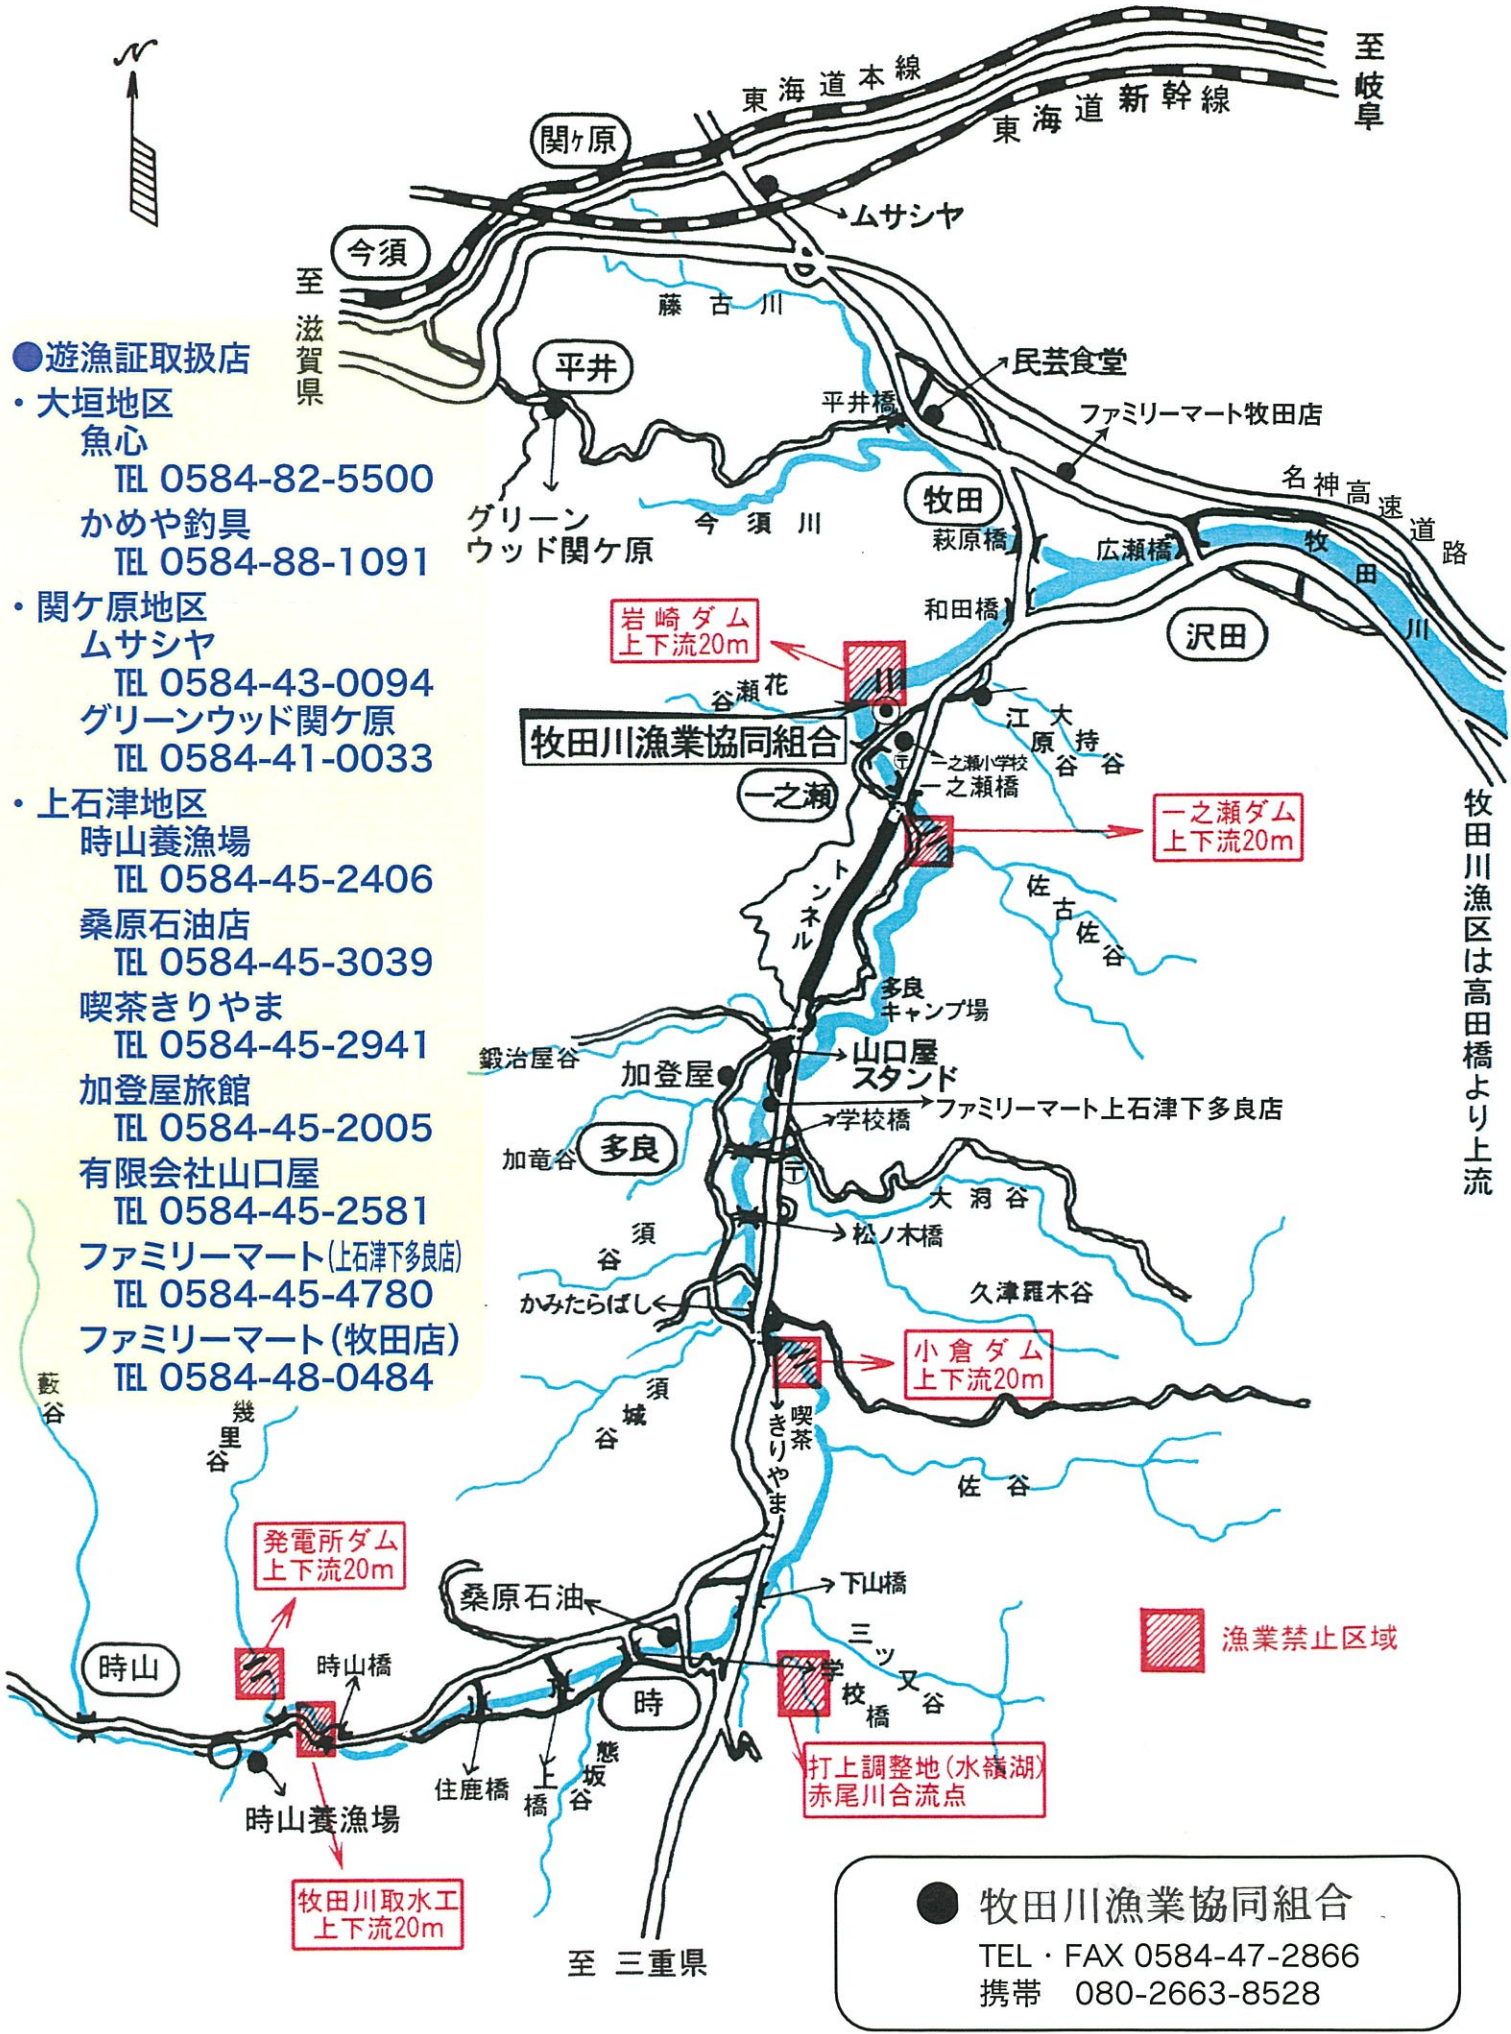 N
至
岐阜
東海道本線
東海道新幹線
関ヶ原
ムサシヤ
今須
至
滋賀県
藤古川
平井
民芸食堂
平井橋
ファミリーマート牧田店
グリーン
ウッド関ケ原
今須川
牧田
萩原橋
広瀬橋
名神高速道路
牧田川
和田橋
沢田
岩崎ダム
上下流20m
花瀬谷
牧田川漁業協同組合
大持谷
江原谷
〒
一之瀬小学校
一之瀬橋
一之瀬
一之瀬ダム
上下流20m
牧田川漁区は高田橋より上流
トンネル
佐古佐谷
多良
キャンプ場
鍛治屋谷
加登屋
山口屋
スタンド
ファミリーマート上石津下多良店
学校橋
加竜谷
多良
〒
大洞谷
須谷
松ノ木橋
かみたらばし
久津羅木谷
小倉ダム
上下流20m
須城谷
喫茶
きりやま
佐谷
藪谷
幾里谷
発電所ダム
上下流20m
桑原石油
下山橋
三ッ又谷
漁業禁止区域
時山
時山橋
時
学校橋
住鹿橋
上橋
熊坂谷
打上調整地(水嶺湖)
赤尾川合流点
時山養漁場
牧田川取水工
上下流20m
至 三重県
●遊漁証取扱店
・大垣地区
魚心
℡ 0584-82-5500
かめや釣具
℡ 0584-88-1091
・関ケ原地区
ムサシヤ
℡ 0584-43-0094
グリーンウッド関ケ原
℡ 0584-41-0033
・上石津地区
時山養漁場
℡ 0584-45-2406
桑原石油店
℡ 0584-45-3039
喫茶きりやま
℡ 0584-45-2941
加登屋旅館
℡ 0584-45-2005
有限会社山口屋
℡ 0584-45-2581
ファミリーマート(上石津下多良店)
℡ 0584-45-4780
ファミリーマート(牧田店)
℡ 0584-48-0484
● 牧田川漁業協同組合
TEL・FAX 0584-47-2866
携帯 080-2663-8528